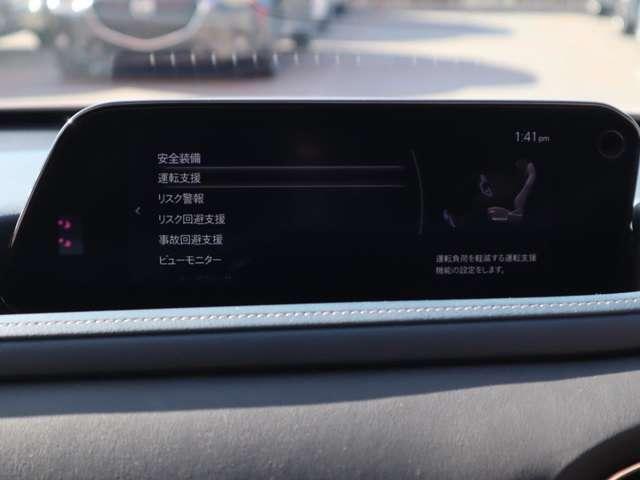 1:41 pm
安全装備
運転支援
リスク警報
リスク回避支援
事故回避支援
ビューモニター
運転負荷を軽減する運転支援
機能の設定をします。